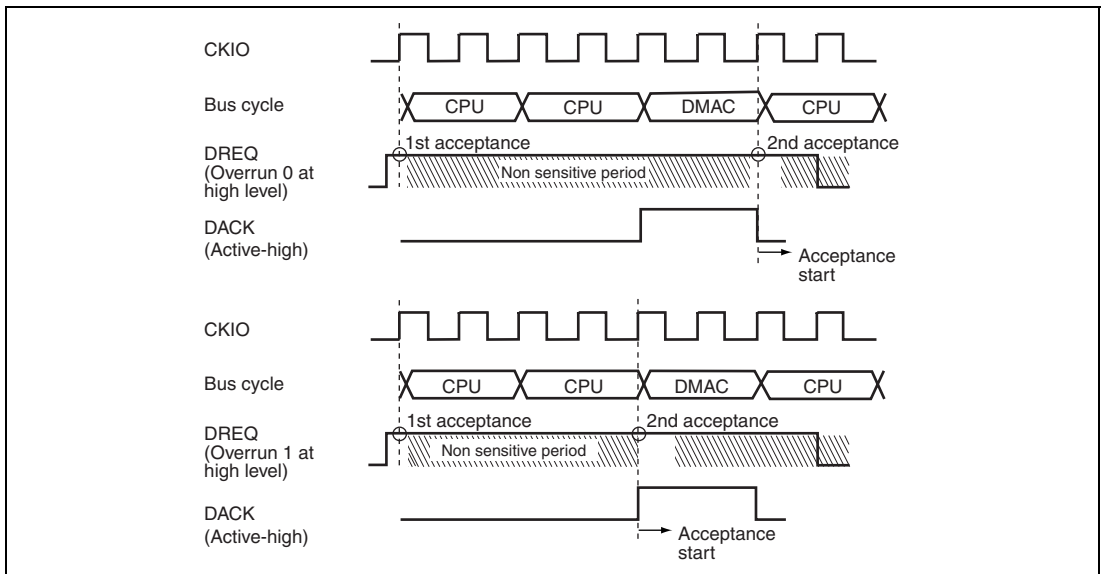 CKIO
Bus cycle CPU CPU DMAC CPU
DREQ
(Overrun 0 at
high level)
1st acceptance 2nd acceptance
Non sensitive period
DACK
(Active-high)
Acceptance
start
CKIO
Bus cycle CPU CPU DMAC CPU
DREQ
(Overrun 1 at
high level)
1st acceptance 2nd acceptance
Non sensitive period
DACK
(Active-high)
Acceptance
start